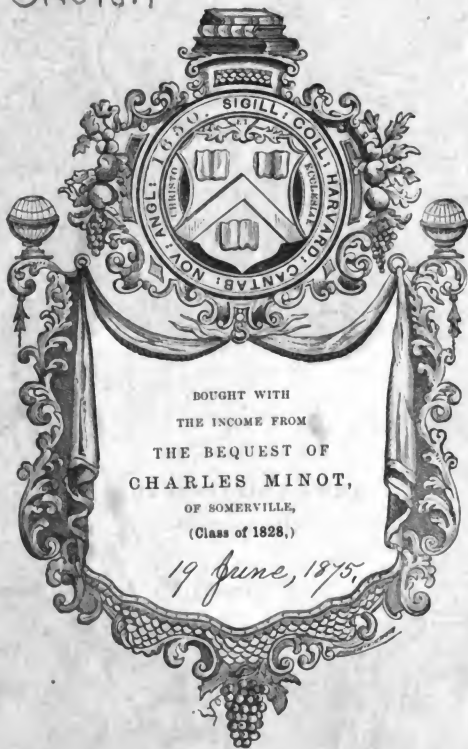 SIGILL: COLL: HARVARD: CANTAB: NOV: ANGL: 1650.
CHRISTO
ECCLESIAE
BOUGHT WITH
THE INCOME FROM
THE BEQUEST OF
CHARLES MINOT,
OF SOMERVILLE,
(Class of 1828,)
19 June, 1875.